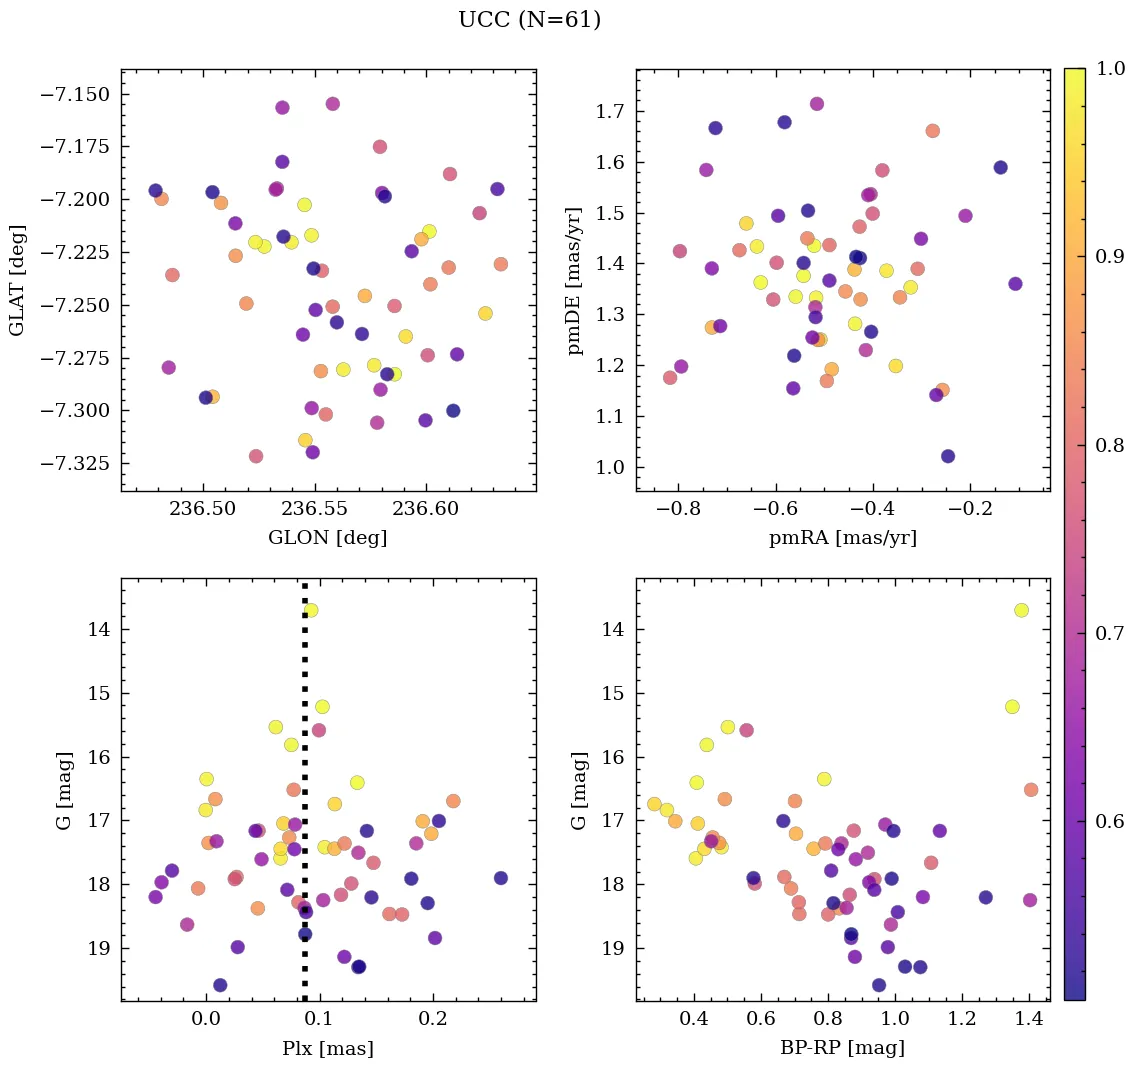 UCC (N=61)
−7.150
−7.175
−7.200
−7.225
−7.250
−7.275
−7.300
−7.325
GLAT [deg]
236.50 236.55 236.60
GLON [deg]
1.7
1.6
1.5
1.4
1.3
1.2
1.1
1.0
pmDE [mas/yr]
−0.8 −0.6 −0.4 −0.2
pmRA [mas/yr]
14
15
16
17
18
19
G [mag]
0.0 0.1 0.2
Plx [mas]
14
15
16
17
18
19
G [mag]
0.4 0.6 0.8 1.0 1.2 1.4
BP-RP [mag]
1.0
0.9
0.8
0.7
0.6